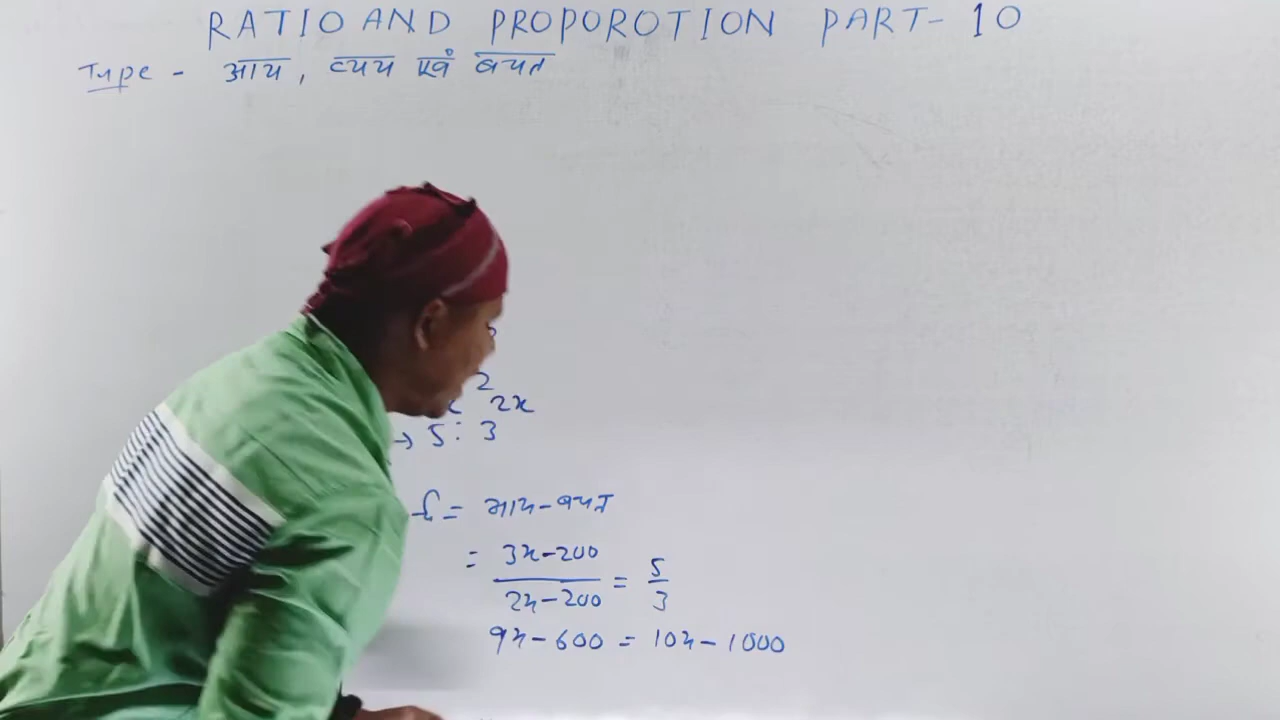 RATIO AND PROPOROTION PART- 10
Type - आय, व्यय एवं बचत
2
2x
→ 5 : 3
= आय-बचत
= 3x-200 / 2x-200 = 5 / 3
9x-600 = 10x-1000